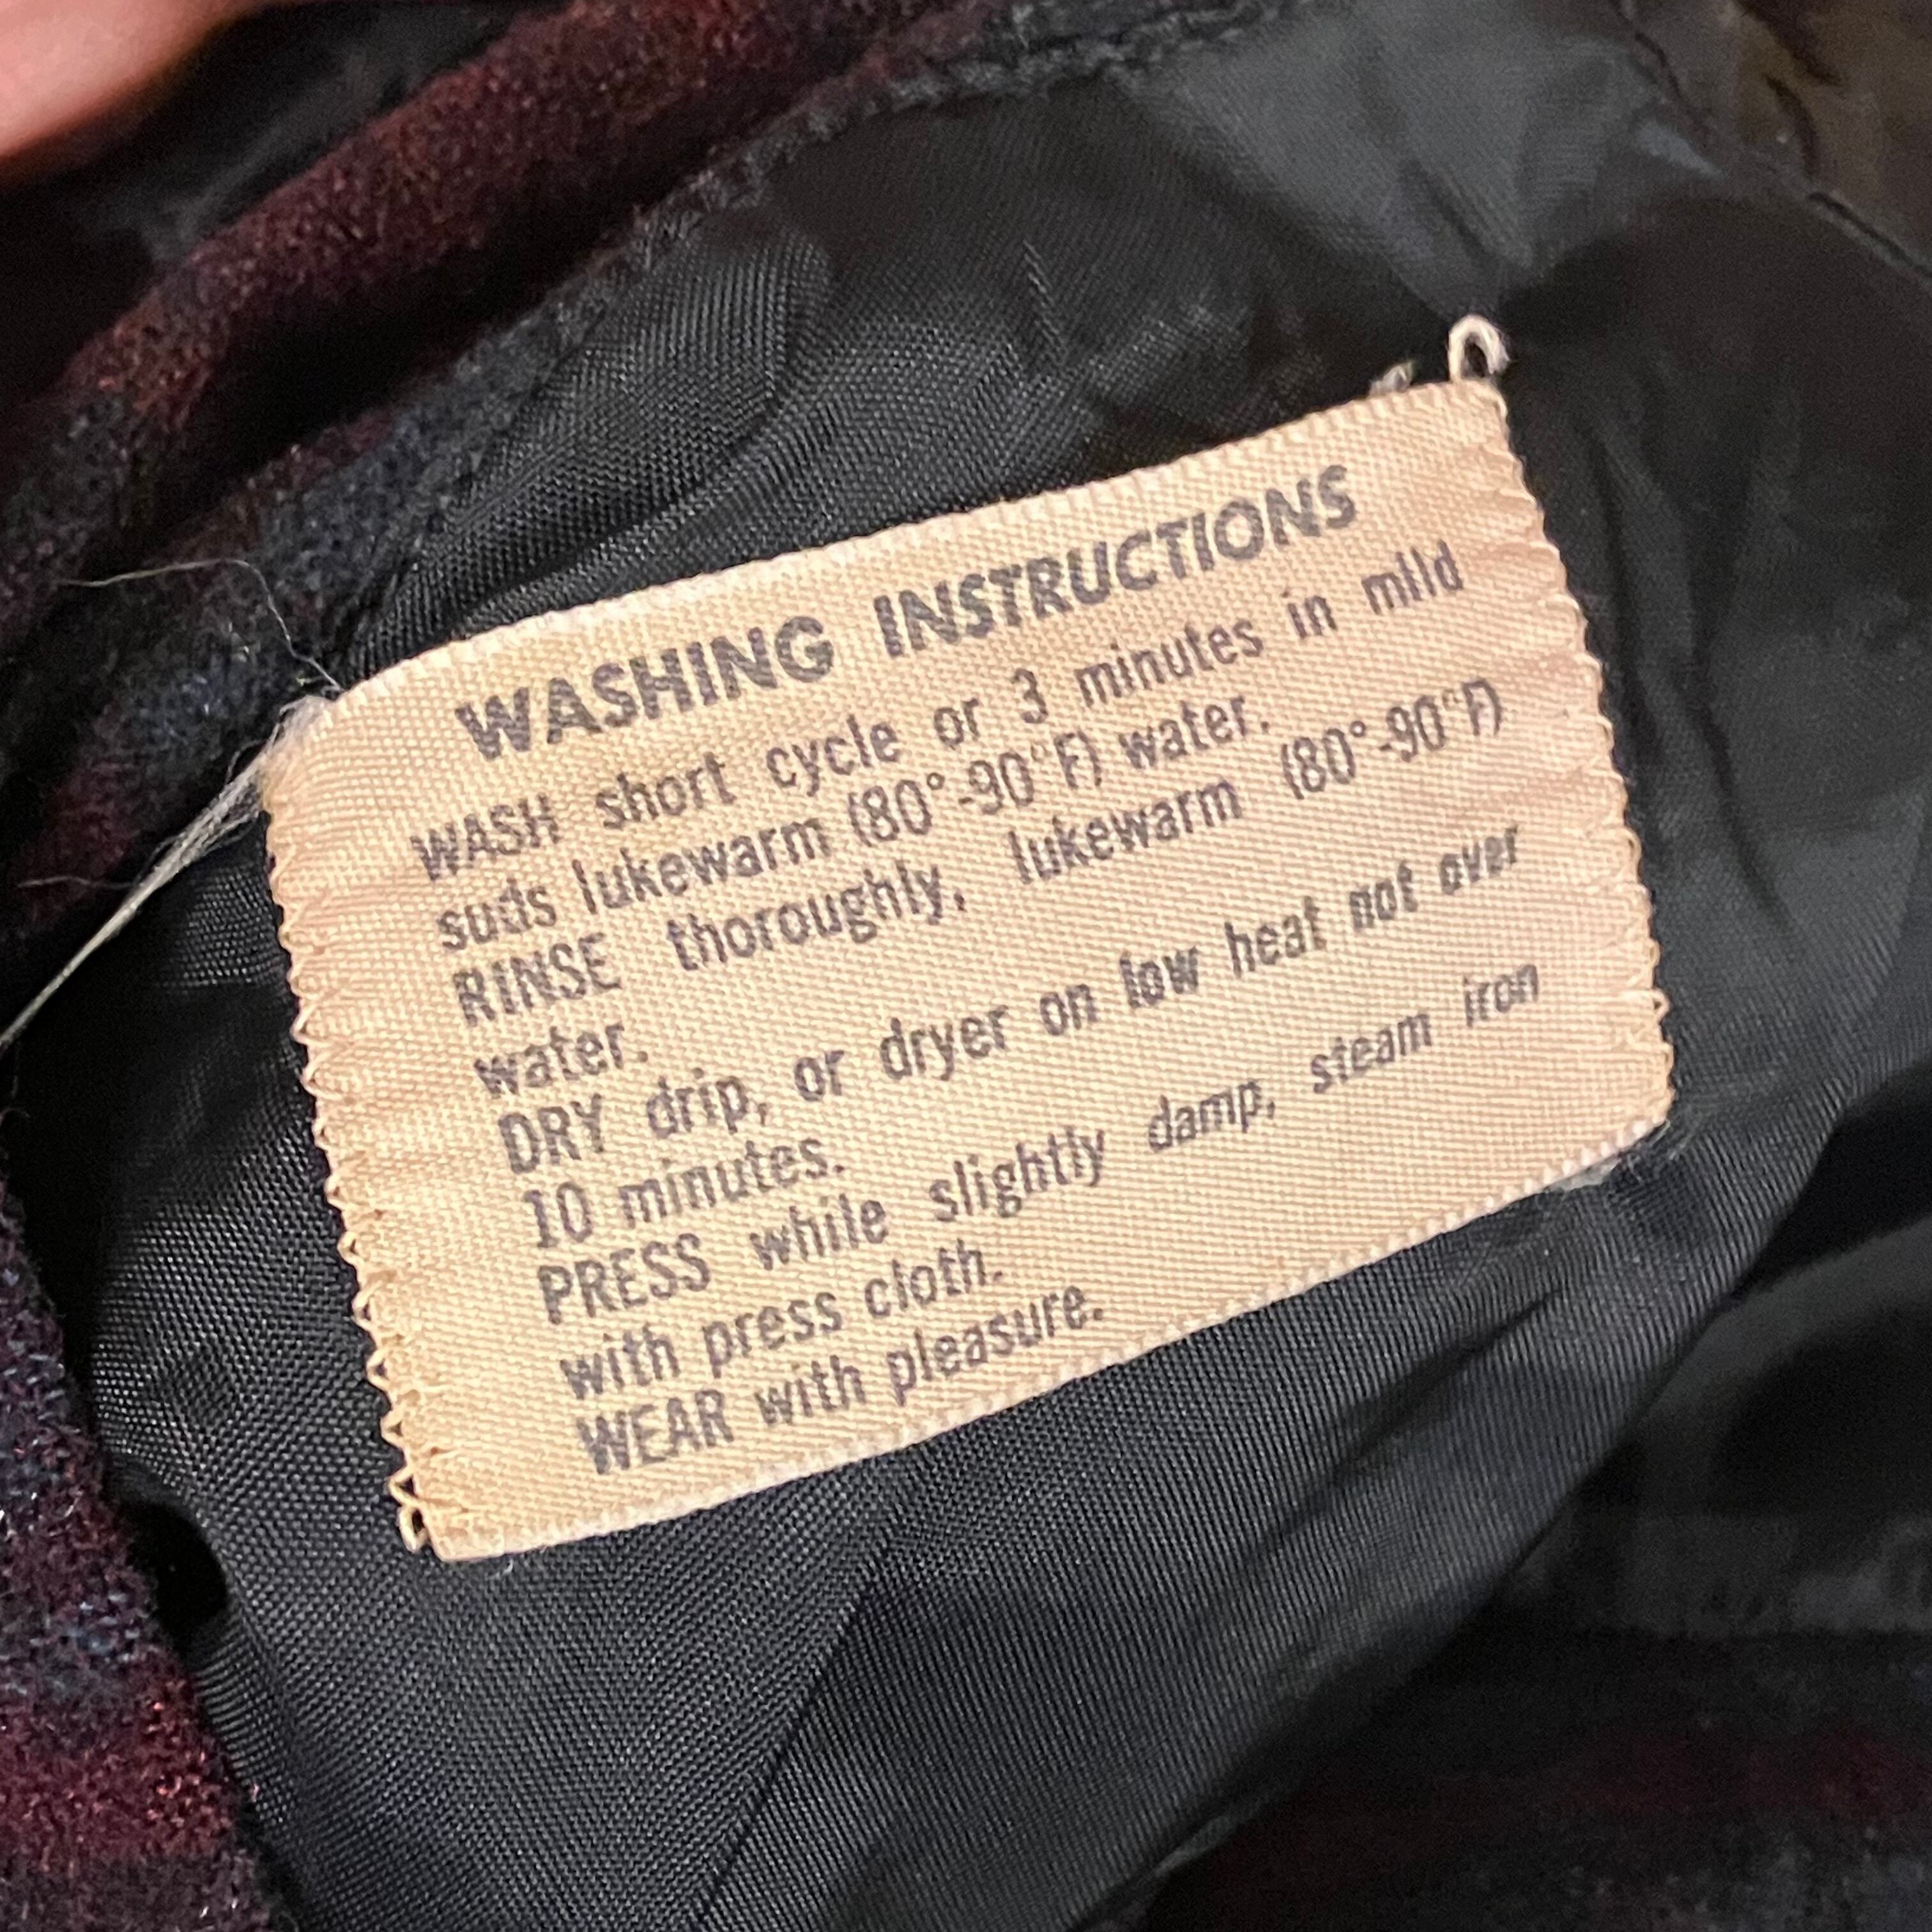 WASHING INSTRUCTIONS
WASH short cycle or 3 minutes in mild
suds lukewarm (80°-90°F) water.
RINSE thoroughly, lukewarm (80°-90°F)
water.
DRY drip, or dryer on low heat not over
10 minutes.
PRESS while slightly damp, steam iron
with press cloth.
WEAR with pleasure.